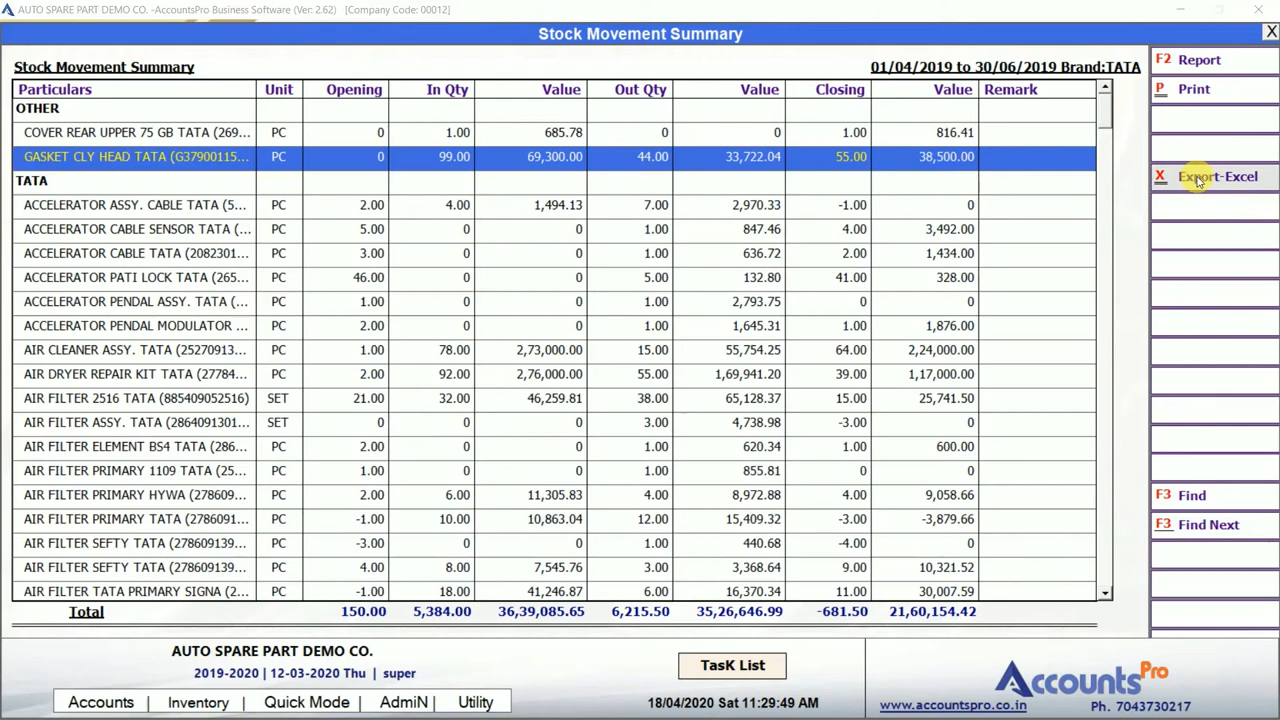 AUTO SPARE PART DEMO CO. -AccountsPro Business Software (Ver: 2.62) [Company Code: 00012]
Stock Movement Summary X
Stock Movement Summary 01/04/2019 to 30/06/2019 Brand:TATA
Particulars Unit Opening In Qty Value Out Qty Value Closing Value Remark
OTHER
COVER REAR UPPER 75 GB TATA (269... PC 0 1.00 685.78 0 0 1.00 816.41
GASKET CLY HEAD TATA (G37900115... PC 0 99.00 69,300.00 44.00 33,722.04 55.00 38,500.00
TATA
ACCELERATOR ASSY. CABLE TATA (5... PC 2.00 4.00 1,494.13 7.00 2,970.33 -1.00 0
ACCELERATOR CABLE SENSOR TATA (... PC 5.00 0 0 1.00 847.46 4.00 3,492.00
ACCELERATOR CABLE TATA (2082301... PC 3.00 0 0 1.00 636.72 2.00 1,434.00
ACCELERATOR PATI LOCK TATA (265... PC 46.00 0 0 5.00 132.80 41.00 328.00
ACCELERATOR PENDAL ASSY. TATA (... PC 1.00 0 0 1.00 2,793.75 0 0
ACCELERATOR PENDAL MODULATOR ... PC 2.00 0 0 1.00 1,645.31 1.00 1,876.00
AIR CLEANER ASSY. TATA (25270913... PC 1.00 78.00 2,73,000.00 15.00 55,754.25 64.00 2,24,000.00
AIR DRYER REPAIR KIT TATA (27784... PC 2.00 92.00 2,76,000.00 55.00 1,69,941.20 39.00 1,17,000.00
AIR FILTER 2516 TATA (885409052516) SET 21.00 32.00 46,259.81 38.00 65,128.37 15.00 25,741.50
AIR FILTER ASSY. TATA (2864091301... SET 0 0 0 3.00 4,738.98 -3.00 0
AIR FILTER ELEMENT BS4 TATA (286... PC 2.00 0 0 1.00 620.34 1.00 600.00
AIR FILTER PRIMARY 1109 TATA (25... PC 1.00 0 0 1.00 855.81 0 0
AIR FILTER PRIMARY HYWA (278609... PC 2.00 6.00 11,305.83 4.00 8,972.88 4.00 9,058.66
AIR FILTER PRIMARY TATA (2786091... PC -1.00 10.00 10,863.04 12.00 15,409.32 -3.00 -3,879.66
AIR FILTER SEFTY TATA (278609139... PC -3.00 0 0 1.00 440.68 -4.00 0
AIR FILTER SEFTY TATA (278609139... PC 4.00 8.00 7,545.76 3.00 3,368.64 9.00 10,321.52
AIR FILTER TATA PRIMARY SIGNA (2... PC -1.00 18.00 41,246.87 6.00 16,370.34 11.00 30,007.59
Total 150.00 5,384.00 36,39,085.65 6,215.50 35,26,646.99 -681.50 21,60,154.42
F2 Report
P Print
X Export-Excel
F3 Find
F3 Find Next
AUTO SPARE PART DEMO CO.
2019-2020 | 12-03-2020 Thu | super
Accounts | Inventory | Quick Mode | AdmiN | Utility
TasK List
18/04/2020 Sat 11:29:49 AM
AccountsPro
www.accountspro.co.in Ph. 7043730217